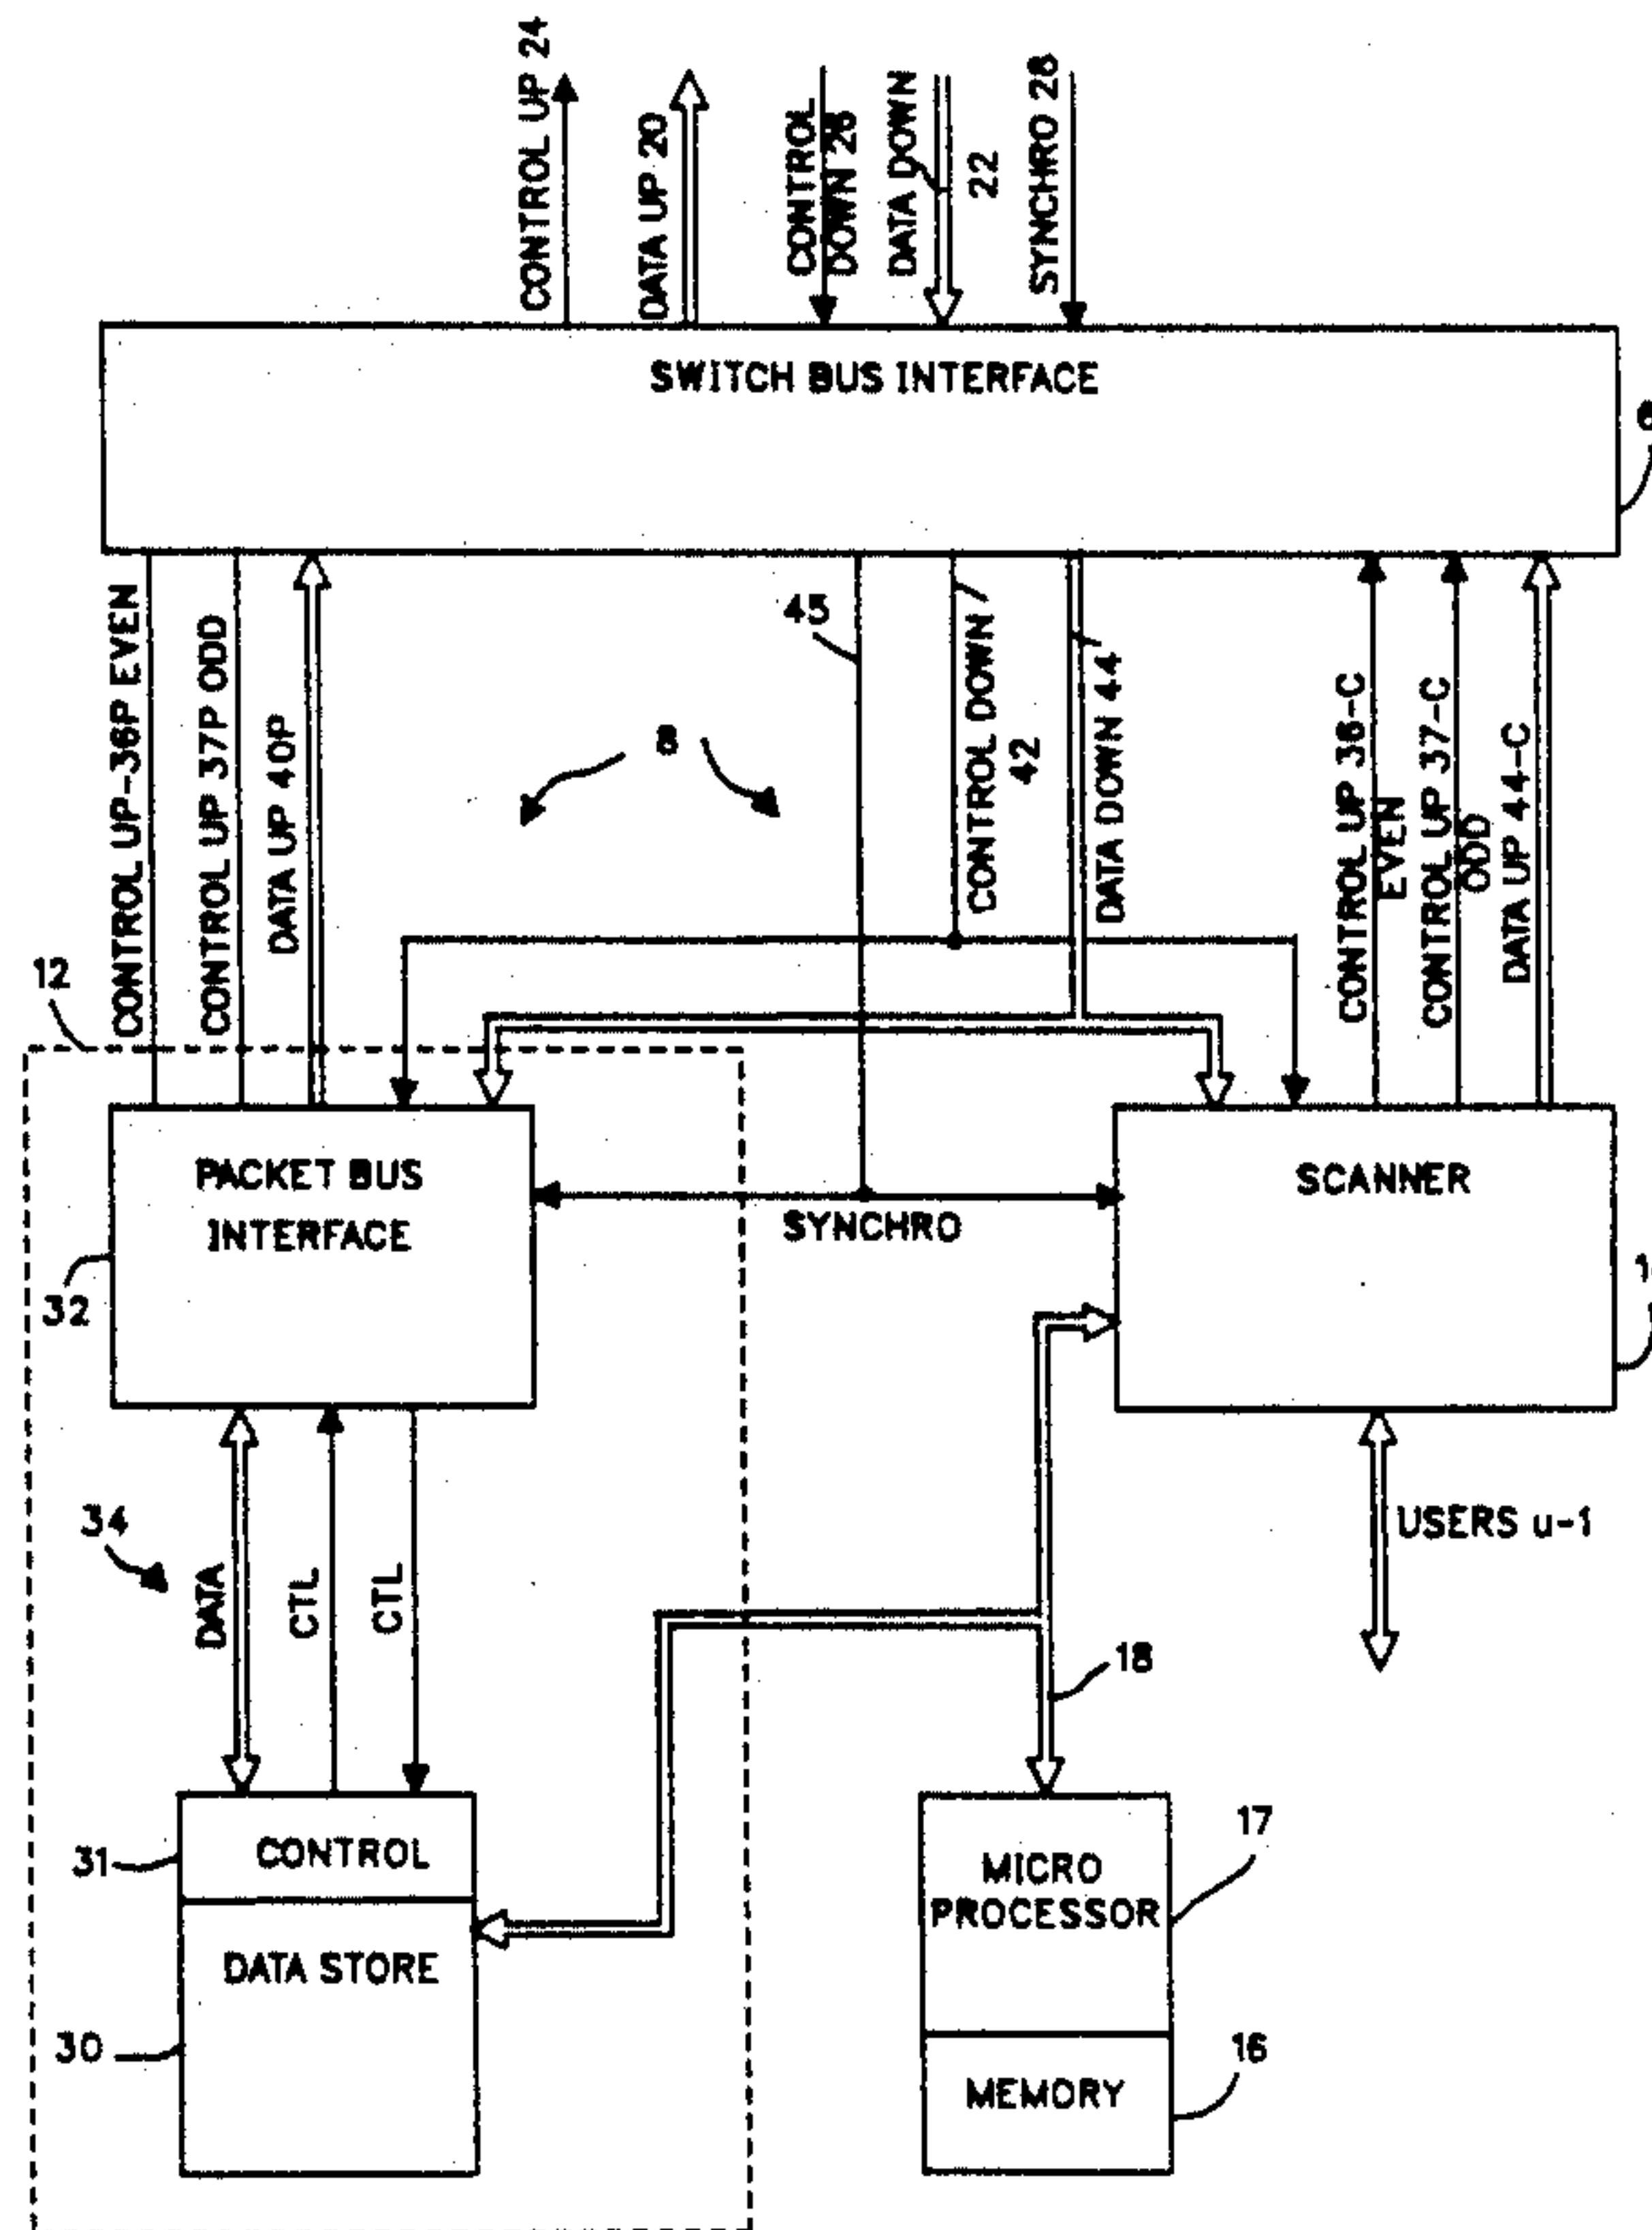 CONTROL UP 24
DATA UP 20
CONTROL
DOWN 26
DATA DOWN
22
SYNCHRO 28
SWITCH BUS INTERFACE
CONTROL UP-36P EVEN
CONTROL UP 37P ODD
DATA UP 40P
45
8
CONTROL DOWN
42
DATA DOWN 44
CONTROL UP 36-C
EVEN
CONTROL UP 37-C
ODD
DATA UP 44-C
12
PACKET BUS
INTERFACE
SYNCHRO
SCANNER
32
34
DATA
CTL
CTL
USERS u-1
18
31
CONTROL
DATA STORE
30
MICRO
PROCESSOR
17
MEMORY
16